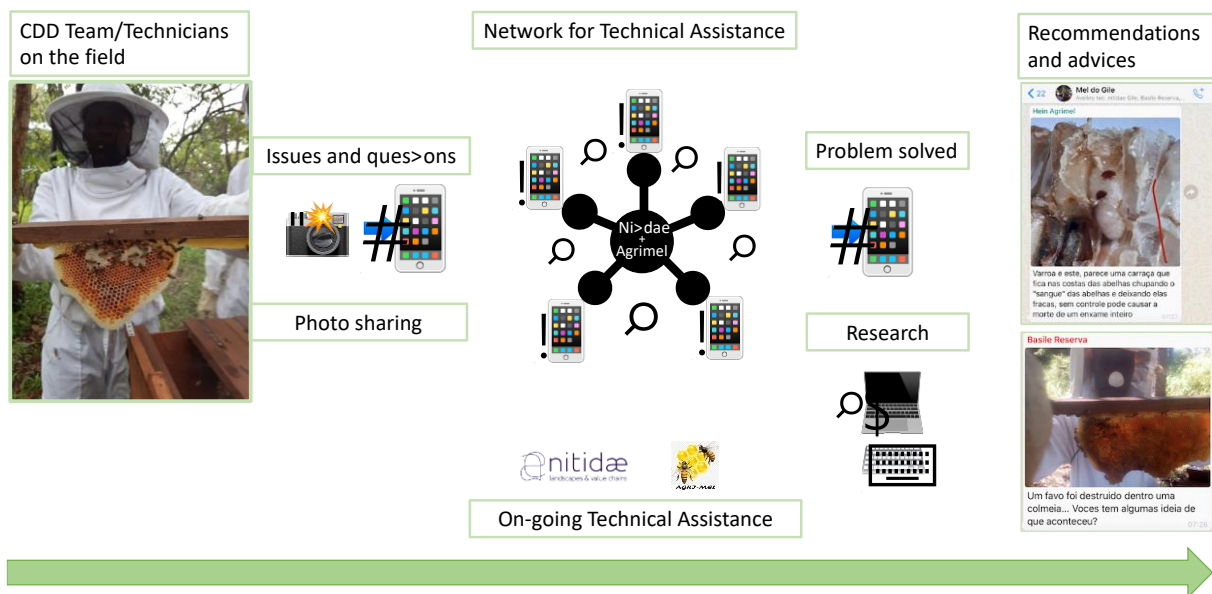 CDD Team/Technicians
on the field
Network for Technical Assistance
Recommendations
and advices
Issues and ques>ons
Photo sharing
Ni>dae
+
Agrimel
Problem solved
Research
nitidæ
landscapes & value chains
Agri-Mel
On-going Technical Assistance
22
Mel do Gile
Hein Agrimel
Varroa e este, parece uma carraça que
fica nas costas das abelhas chupando o
"sangue" das abelhas e deixando elas
fracas, sem controle pode causar a
morte de um enxame inteiro
Basile Reserva
Um favo foi destruido dentro uma
colmeia... Voces tem algumas ideia de
que aconteceu?
07:26